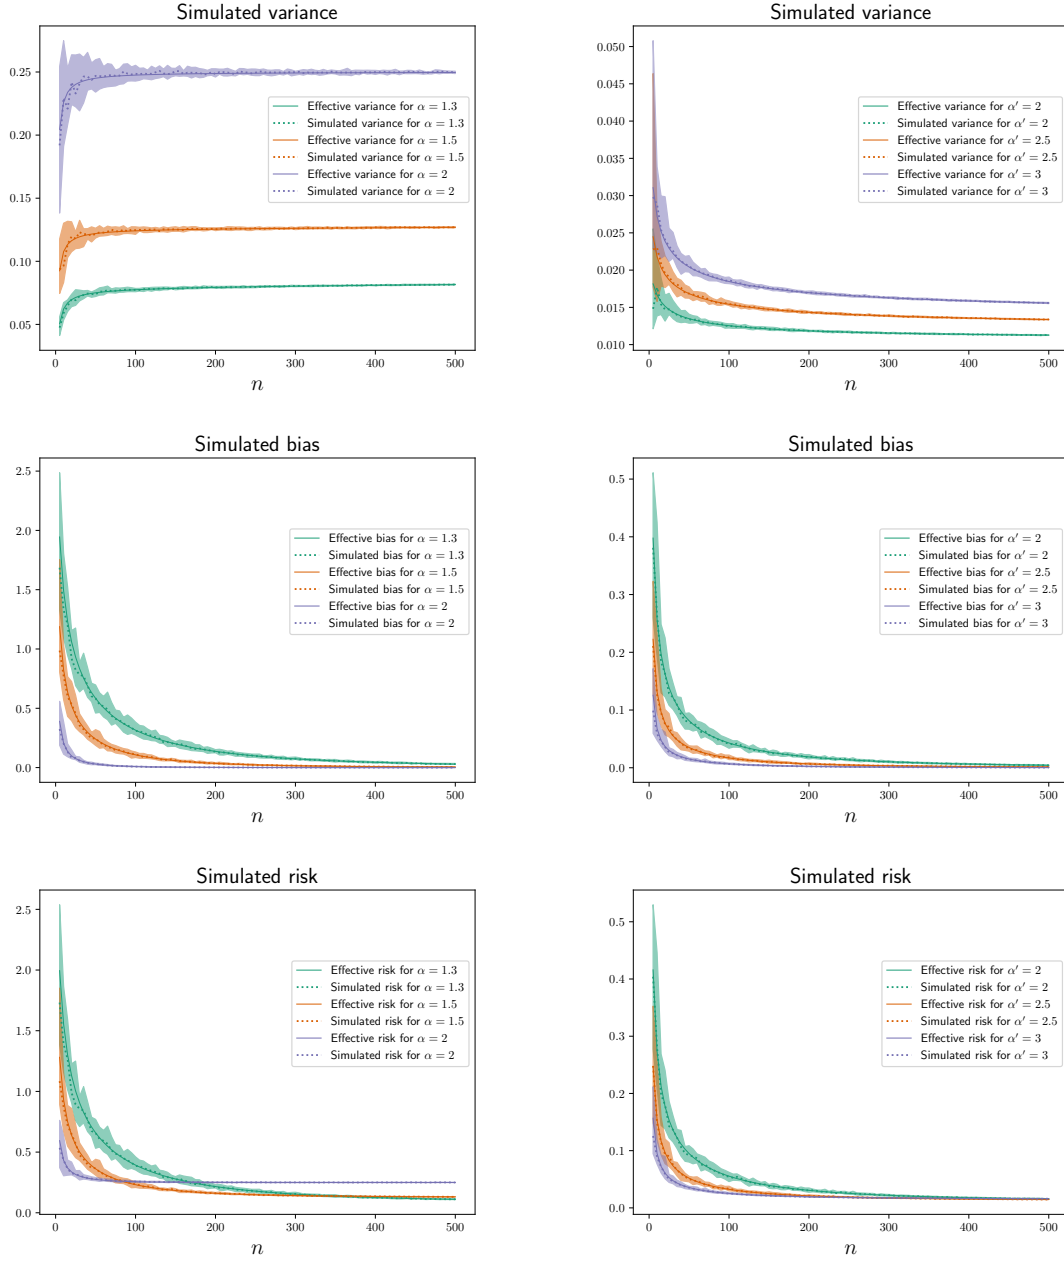 Simulated variance
0.25
0.20
0.15
0.10
0.05
Effective variance for α = 1.3
Simulated variance for α = 1.3
Effective variance for α = 1.5
Simulated variance for α = 1.5
Effective variance for α = 2
Simulated variance for α = 2
0 100 200 300 400 500
n
Simulated variance
0.050
0.045
0.040
0.035
0.030
0.025
0.020
0.015
0.010
Effective variance for α′ = 2
Simulated variance for α′ = 2
Effective variance for α′ = 2.5
Simulated variance for α′ = 2.5
Effective variance for α′ = 3
Simulated variance for α′ = 3
0 100 200 300 400 500
n
Simulated bias
2.5
2.0
1.5
1.0
0.5
0.0
Effective bias for α = 1.3
Simulated bias for α = 1.3
Effective bias for α = 1.5
Simulated bias for α = 1.5
Effective bias for α = 2
Simulated bias for α = 2
0 100 200 300 400 500
n
Simulated bias
0.5
0.4
0.3
0.2
0.1
0.0
Effective bias for α′ = 2
Simulated bias for α′ = 2
Effective bias for α′ = 2.5
Simulated bias for α′ = 2.5
Effective bias for α′ = 3
Simulated bias for α′ = 3
0 100 200 300 400 500
n
Simulated risk
2.5
2.0
1.5
1.0
0.5
0.0
Effective risk for α = 1.3
Simulated risk for α = 1.3
Effective risk for α = 1.5
Simulated risk for α = 1.5
Effective risk for α = 2
Simulated risk for α = 2
0 100 200 300 400 500
n
Simulated risk
0.5
0.4
0.3
0.2
0.1
0.0
Effective risk for α′ = 2
Simulated risk for α′ = 2
Effective risk for α′ = 2.5
Simulated risk for α′ = 2.5
Effective risk for α′ = 3
Simulated risk for α′ = 3
0 100 200 300 400 500
n